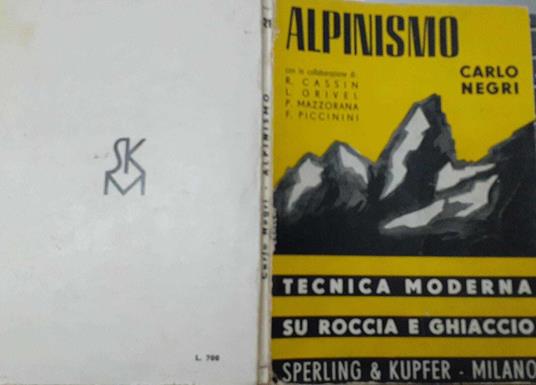 SK
M
L. 700
21
Carlo Negri - ALPINISMO
ALPINISMO
con la collaborazione di:
R. CASSIN
L. GRIVEL
P. MAZZORANA
F. PICCININI
CARLO
NEGRI
TECNICA MODERNA
SU ROCCIA E GHIACCIO
SPERLING & KUPFER - MILANO